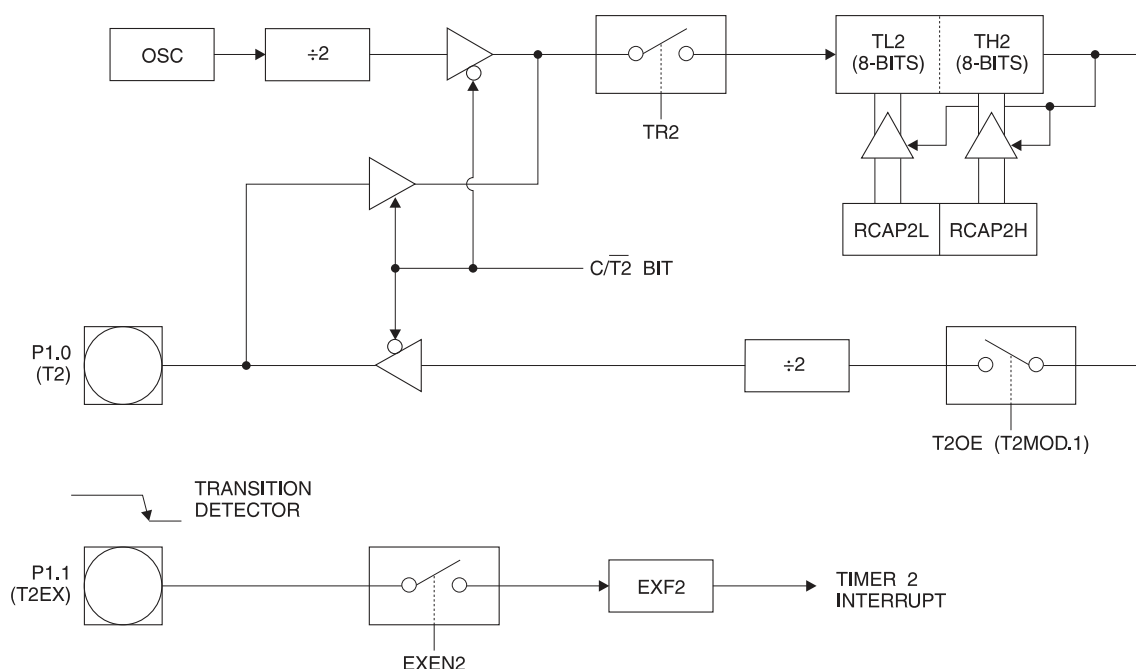 OSC
÷2
TL2
(8-BITS)
TH2
(8-BITS)
TR2
RCAP2L
RCAP2H
C/T2 BIT
P1.0
(T2)
÷2
T2OE (T2MOD.1)
TRANSITION
DETECTOR
P1.1
(T2EX)
EXF2
TIMER 2
INTERRUPT
EXEN2